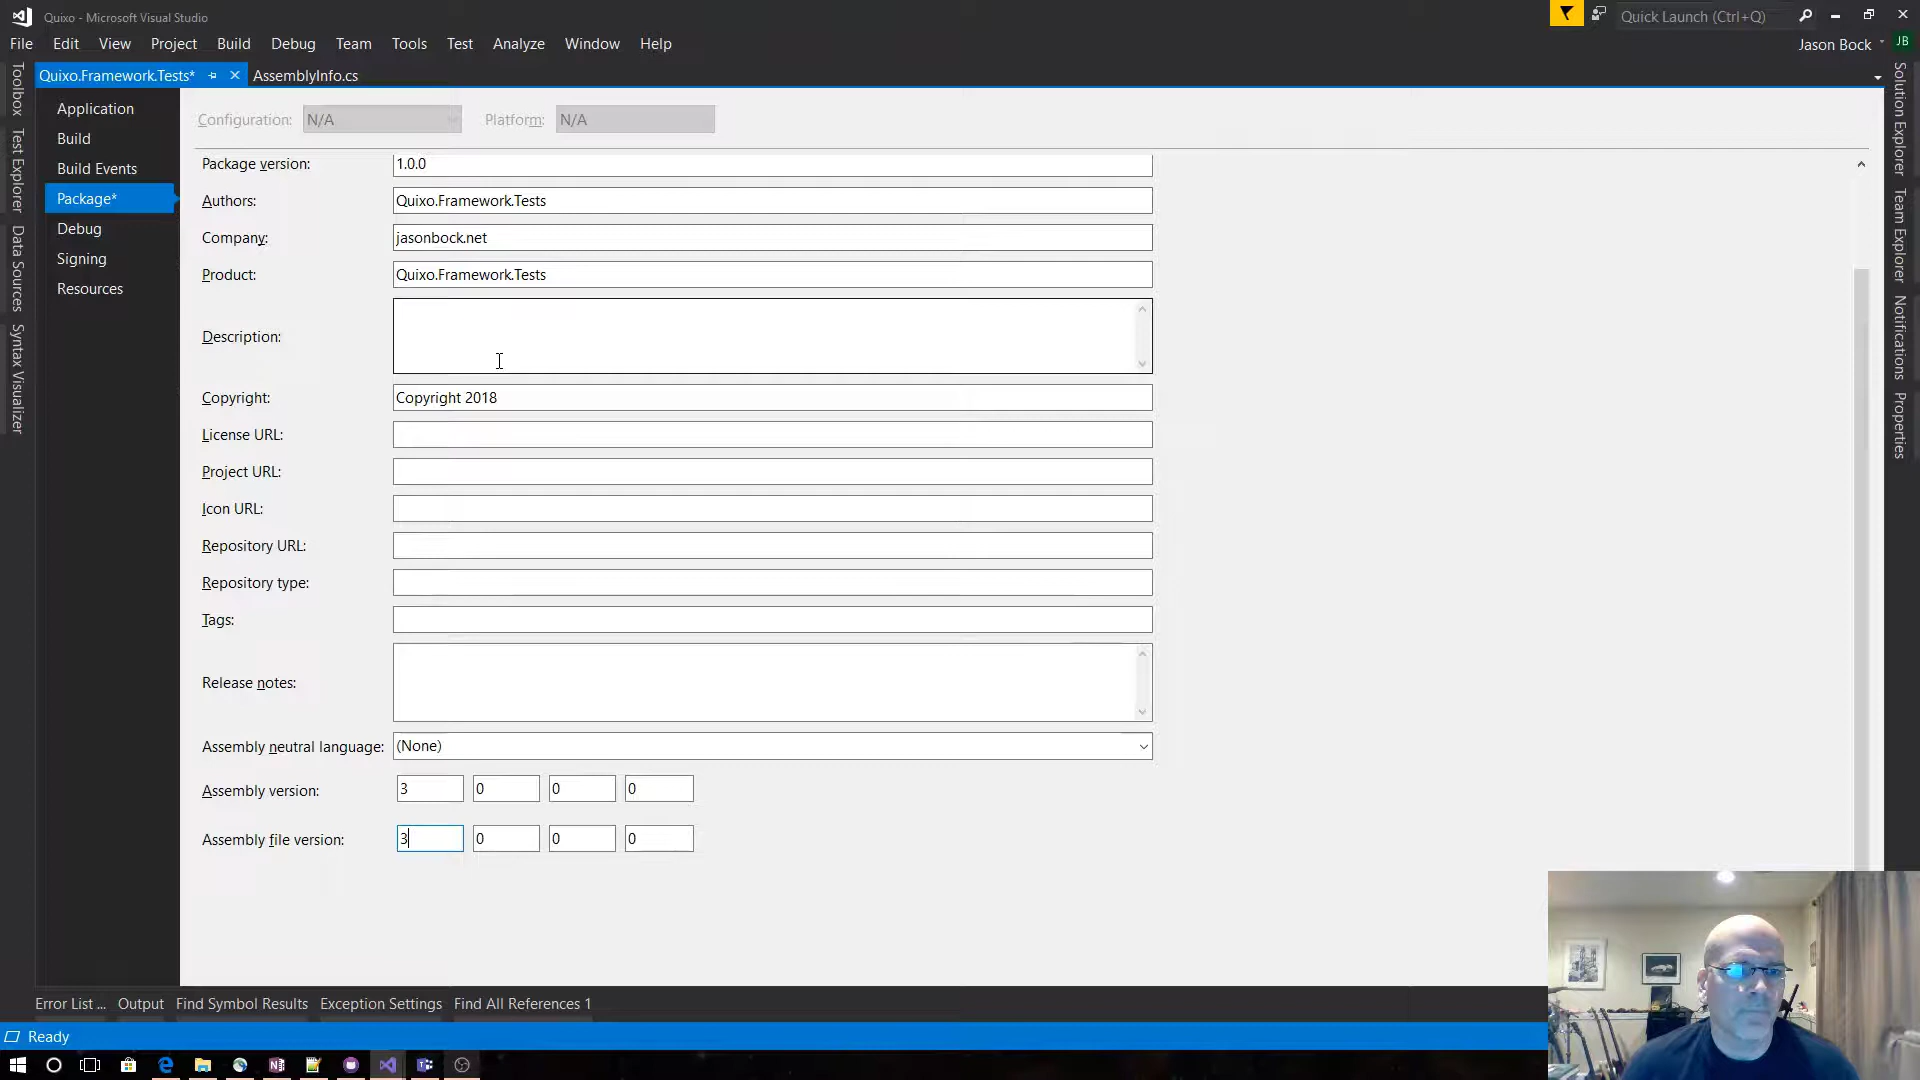 Quixo - Microsoft Visual Studio
Quick Launch (Ctrl+Q)
File Edit View Project Build Debug Team Tools Test Analyze Window Help
Jason Bock JB
Quixo.Framework.Tests* AssemblyInfo.cs
Toolbox
Test Explorer
Data Sources
Syntax Visualizer
Application
Build
Build Events
Package*
Debug
Signing
Resources
Configuration: N/A Platform: N/A
Package version: 1.0.0
Authors: Quixo.Framework.Tests
Company: jasonbock.net
Product: Quixo.Framework.Tests
Description:
Copyright: Copyright 2018
License URL:
Project URL:
Icon URL:
Repository URL:
Repository type:
Tags:
Release notes:
Assembly neutral language: (None)
Assembly version: 3 0 0 0
Assembly file version: 3 0 0 0
Solution Explorer
Team Explorer
Notifications
Properties
Error List ... Output Find Symbol Results Exception Settings Find All References 1
Ready